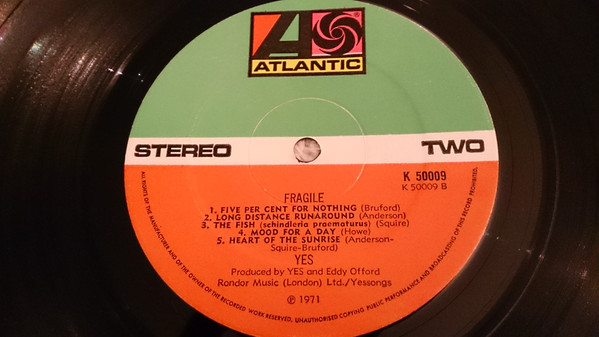 ATLANTIC
STEREO TWO
K 50009
K 50009 B
FRAGILE
1. FIVE PER CENT FOR NOTHING (Bruford)
2. LONG DISTANCE RUNAROUND (Anderson)
3. THE FISH (schindleria praematurus) (Squire)
4. MOOD FOR A DAY (Howe)
5. HEART OF THE SUNRISE (Anderson-
Squire-Bruford)
YES
Produced by YES and Eddy Offord
Rondor Music (London) Ltd./Yessongs
℗ 1971
ALL RIGHTS OF THE MANUFACTURER AND OF THE OWNER OF THE RECORDED WORK RESERVED. UNAUTHORISED COPYING PUBLIC PERFORMANCE AND BROADCASTING OF THIS RECORD PROHIBITED.